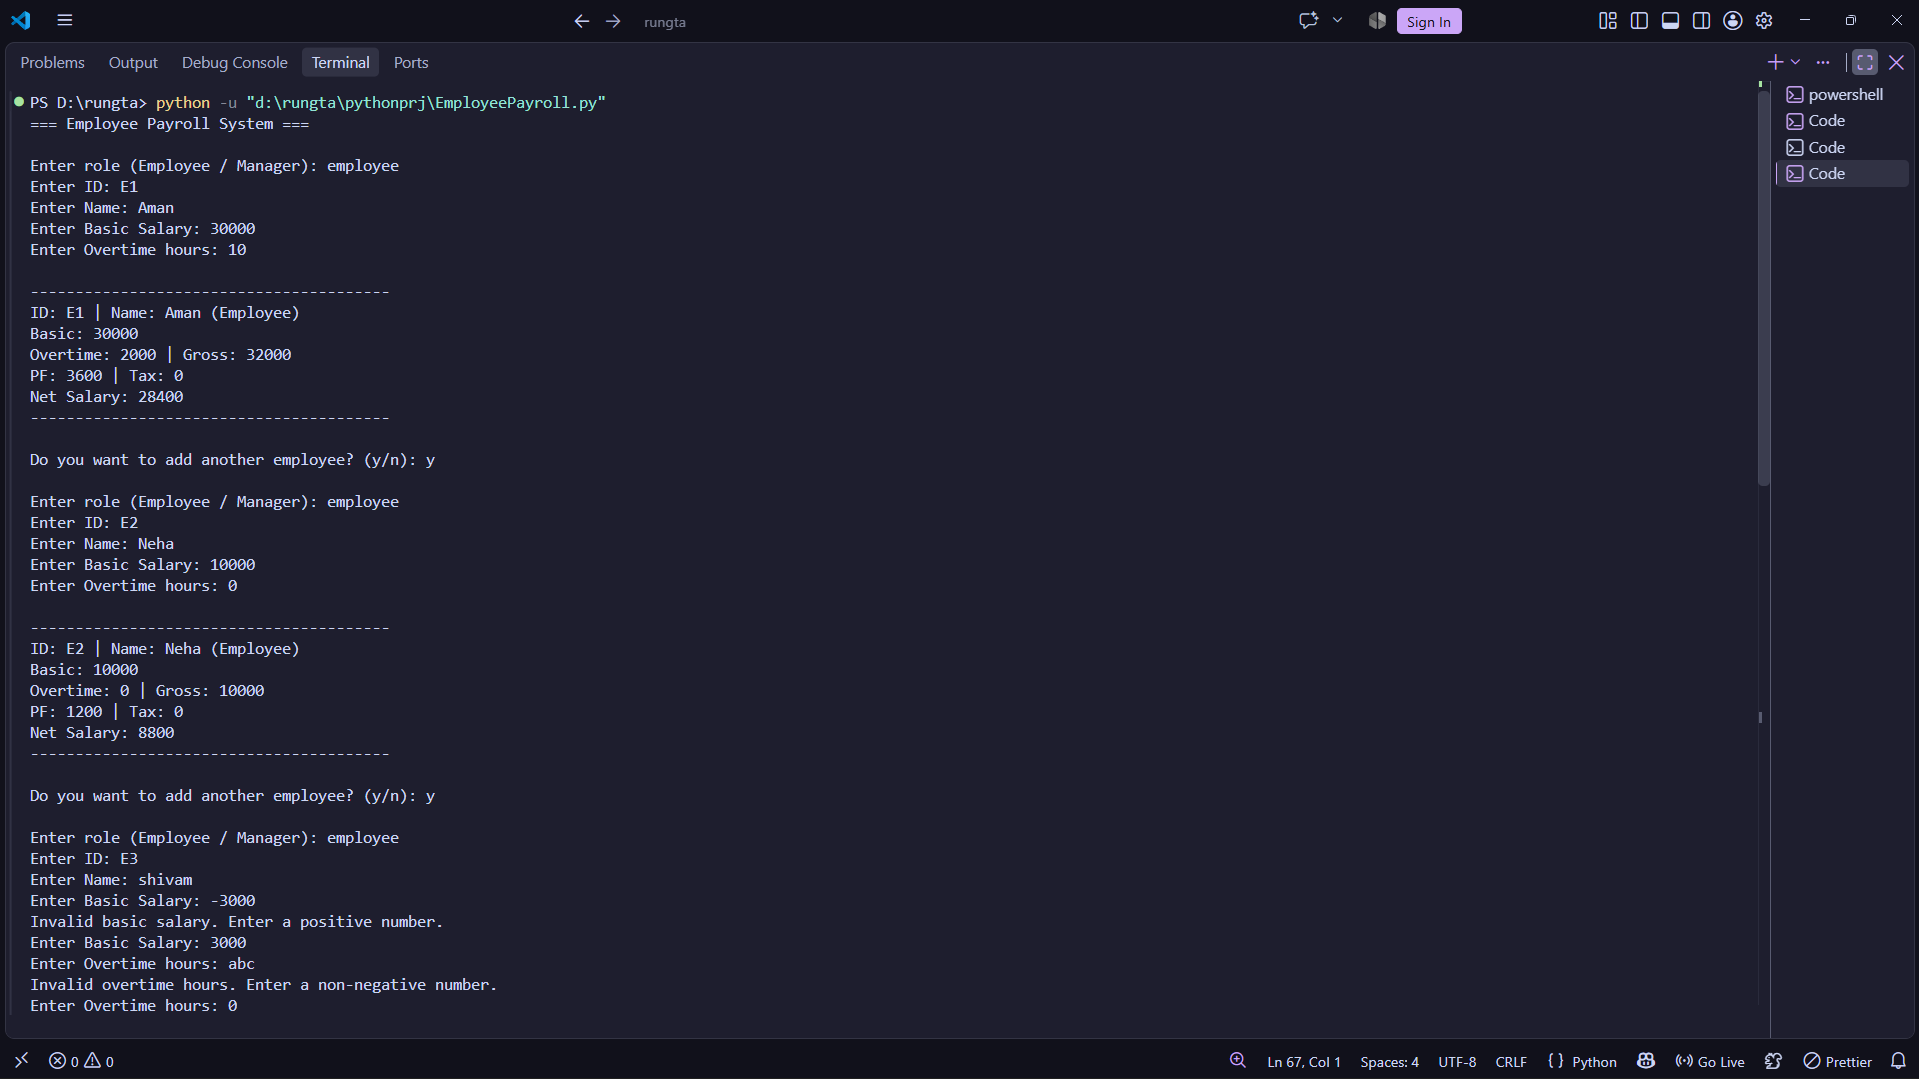 rungta
Sign In
Problems Output Debug Console Terminal Ports
PS D:\rungta> python -u "d:\rungta\pythonprj\EmployeePayroll.py"
=== Employee Payroll System ===
Enter role (Employee / Manager): employee
Enter ID: E1
Enter Name: Aman
Enter Basic Salary: 30000
Enter Overtime hours: 10
----------------------------------------
ID: E1 | Name: Aman (Employee)
Basic: 30000
Overtime: 2000 | Gross: 32000
PF: 3600 | Tax: 0
Net Salary: 28400
----------------------------------------
Do you want to add another employee? (y/n): y
Enter role (Employee / Manager): employee
Enter ID: E2
Enter Name: Neha
Enter Basic Salary: 10000
Enter Overtime hours: 0
----------------------------------------
ID: E2 | Name: Neha (Employee)
Basic: 10000
Overtime: 0 | Gross: 10000
PF: 1200 | Tax: 0
Net Salary: 8800
----------------------------------------
Do you want to add another employee? (y/n): y
Enter role (Employee / Manager): employee
Enter ID: E3
Enter Name: shivam
Enter Basic Salary: -3000
Invalid basic salary. Enter a positive number.
Enter Basic Salary: 3000
Enter Overtime hours: abc
Invalid overtime hours. Enter a non-negative number.
Enter Overtime hours: 0
powershell
Code
Code
Code
0 0 Ln 67, Col 1 Spaces: 4 UTF-8 CRLF {} Python Go Live Prettier